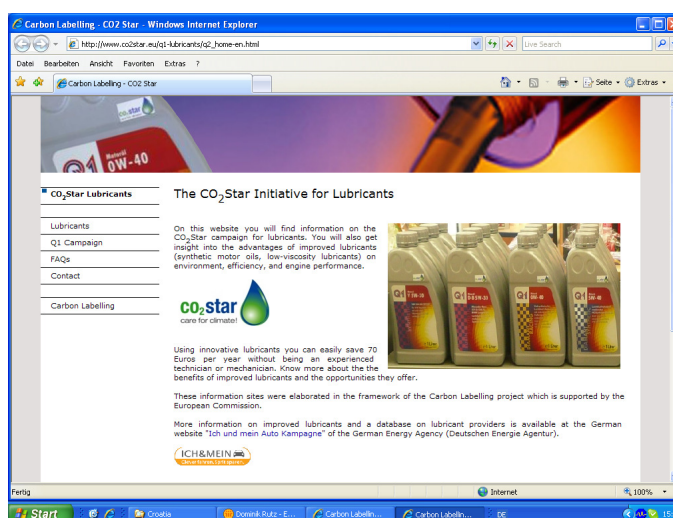 Carbon Labelling - CO2 Star - Windows Internet Explorer
http://www.co2star.eu/q1-lubricants/q2_home-en.html
Live Search
Datei Bearbeiten Ansicht Favoriten Extras ?
Carbon Labelling - CO2 Star
Seite
Extras
Motoröl
Q1 0W-40
CO2Star Lubricants
Lubricants
Q1 Campaign
FAQs
Contact
Carbon Labelling
The CO2Star Initiative for Lubricants
On this website you will find information on the
CO2Star campaign for lubricants. You will also get
insight into the advantages of improved lubricants
(synthetic motor oils, low-viscosity lubricants) on
environment, efficiency, and engine performance.
co2star
care for climate!
Q1 Q1 Q1 Q1
Using innovative lubricants you can easily save 70
Euros per year without being an experienced
technician or mechanician. Know more about the the
benefits of improved lubricants and the opportunities they offer.
These information sites were elaborated in the framework of the Carbon Labelling project which is supported by the
European Commission.
More information on improved lubricants and a database on lubricant providers is available at the German
website "Ich und mein Auto Kampagne" of the German Energy Agency (Deutschen Energie Agentur).
ICH&MEIN
Fertig
Internet
100%
Start
Croatia
Dominik Rutz - E...
Carbon Labellin...
Carbon Labellin...
DE
15: